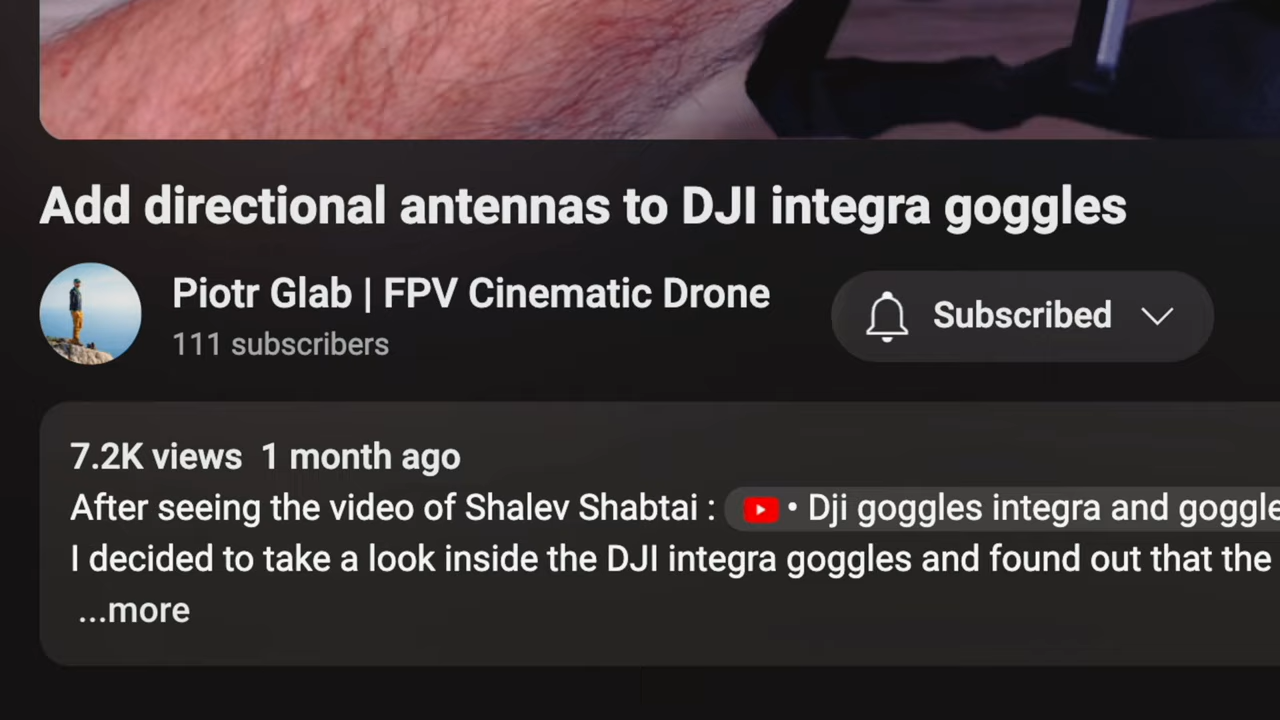 Add directional antennas to DJI integra goggles
Piotr Glab | FPV Cinematic Drone
111 subscribers
Subscribed
7.2K views 1 month ago
After seeing the video of Shalev Shabtai : • Dji goggles integra and goggle
I decided to take a look inside the DJI integra goggles and found out that the
...more